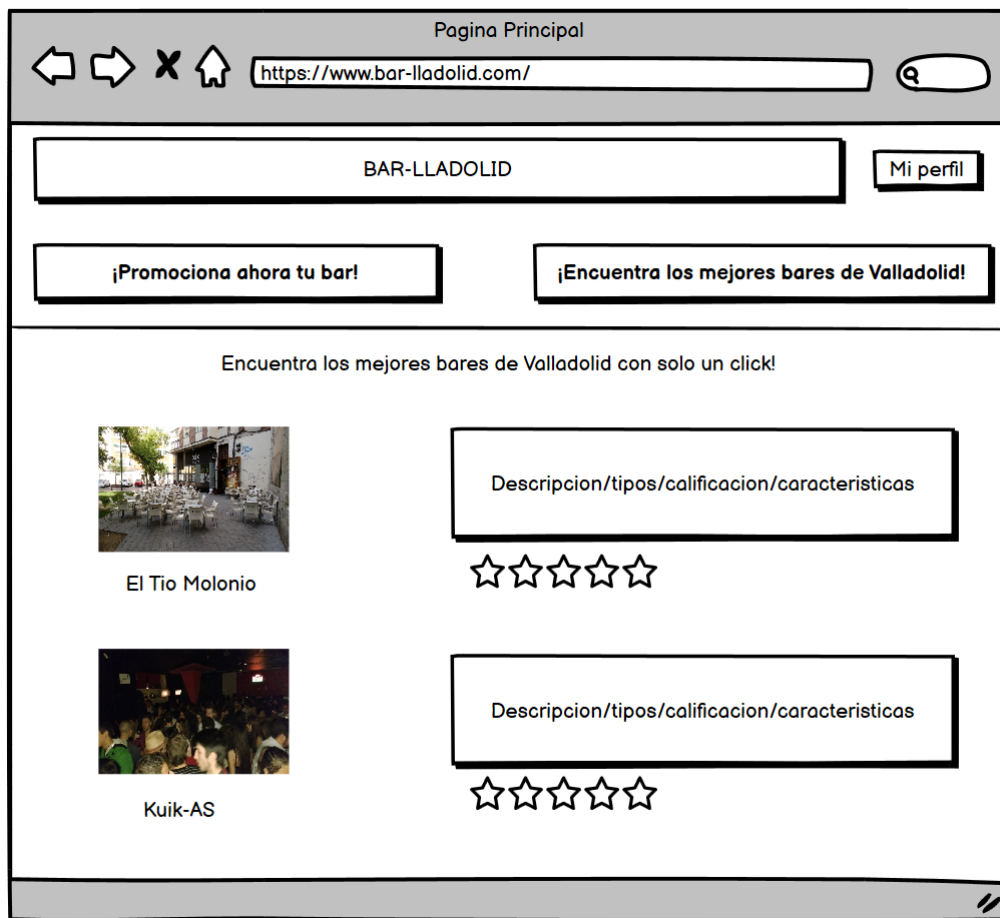 Pagina Principal
https://www.bar-lladolid.com/
BAR-LLADOLID
Mi perfil
¡Promociona ahora tu bar!
¡Encuentra los mejores bares de Valladolid!
Encuentra los mejores bares de Valladolid con solo un click!
Descripcion/tipos/calificacion/caracteristicas
El Tio Molonio
Descripcion/tipos/calificacion/caracteristicas
Kuik-AS